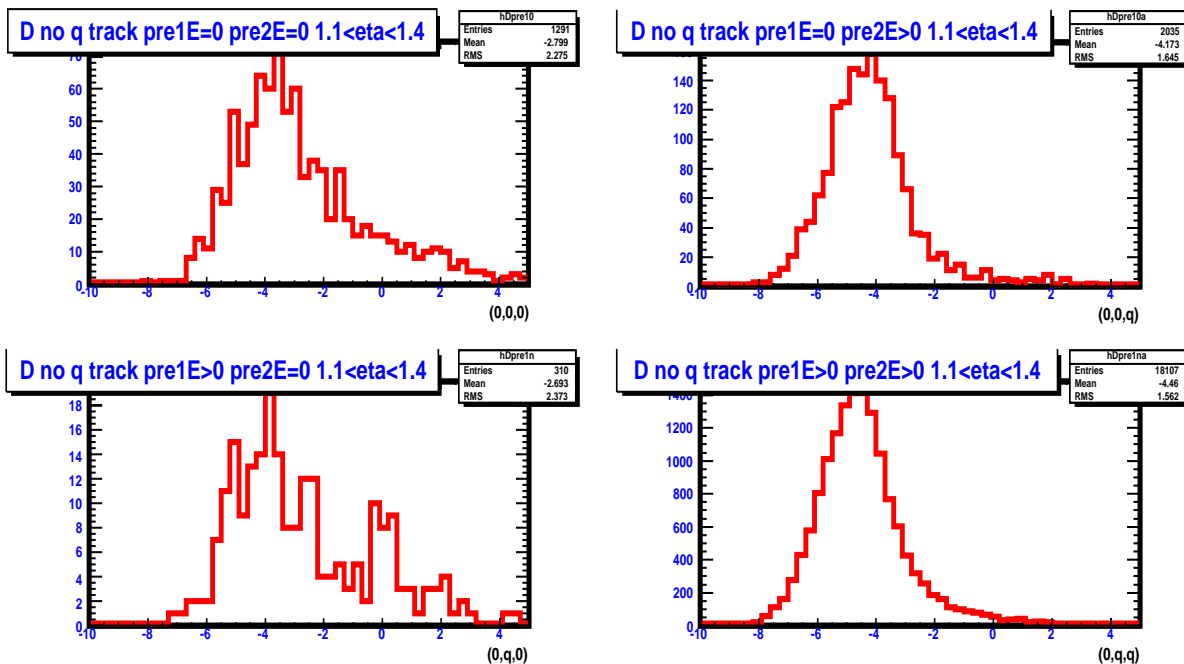 D no q track pre1E=0 pre2E=0 1.1<eta<1.4
hDpre10
Entries 1291
Mean -2.799
RMS 2.275
70
60
50
40
30
20
10
0
-10 -8 -6 -4 -2 0 2 4
(0,0,0)
D no q track pre1E=0 pre2E>0 1.1<eta<1.4
hDpre10a
Entries 2035
Mean -4.173
RMS 1.645
160
140
120
100
80
60
40
20
0
-10 -8 -6 -4 -2 0 2 4
(0,0,q)
D no q track pre1E>0 pre2E=0 1.1<eta<1.4
hDpre1n
Entries 310
Mean -2.693
RMS 2.373
18
16
14
12
10
8
6
4
2
0
-10 -8 -6 -4 -2 0 2 4
(0,q,0)
D no q track pre1E>0 pre2E>0 1.1<eta<1.4
hDpre1na
Entries 18107
Mean -4.46
RMS 1.562
1400
1200
1000
800
600
400
200
0
-10 -8 -6 -4 -2 0 2 4
(0,q,q)